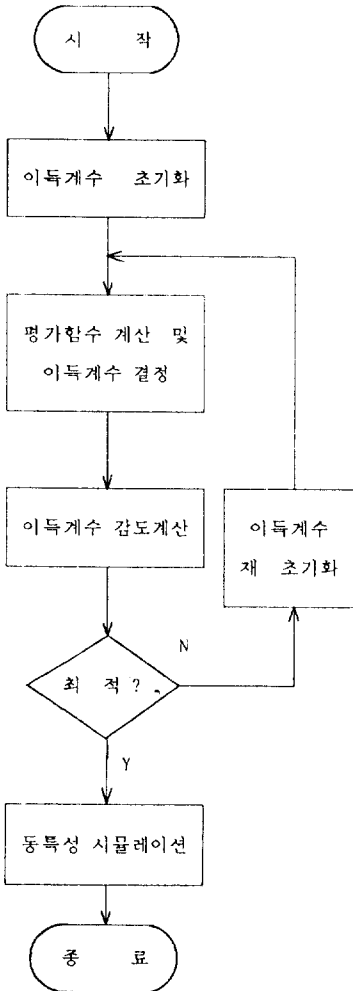 시 작
이득계수 초기화
평가함수 계산 및
이득계수 결정
이득계수 감도계산
이득계수
재 초기화
최 적 ?
N
Y
동특성 시뮬레이션
종 료